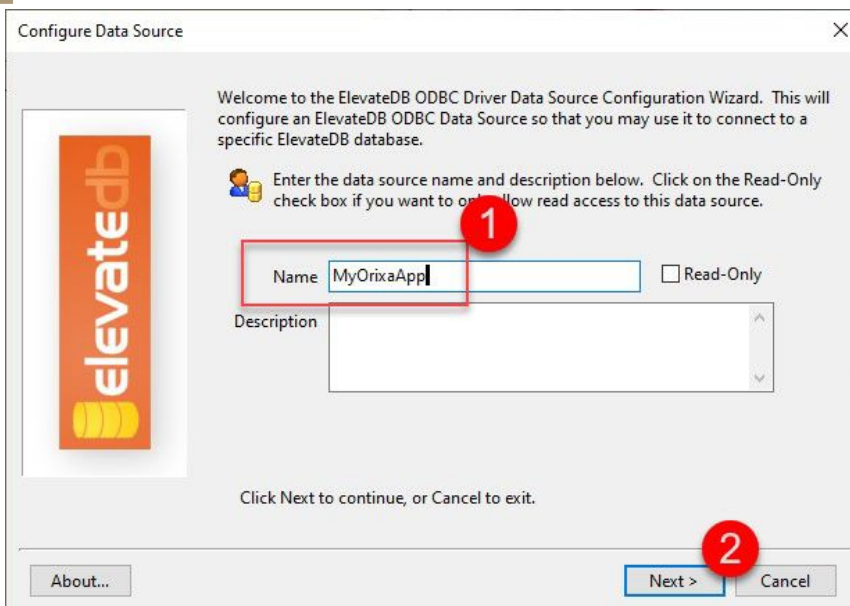 Configure Data Source
Welcome to the ElevateDB ODBC Driver Data Source Configuration Wizard. This will
configure an ElevateDB ODBC Data Source so that you may use it to connect to a
specific ElevateDB database.
Enter the data source name and description below. Click on the Read-Only
check box if you want to only allow read access to this data source.
1
Name MyOrixaApp Read-Only
Description
elevatedb
Click Next to continue, or Cancel to exit.
2
About... Next > Cancel